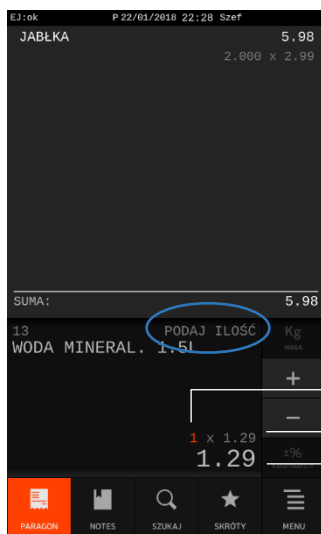 EJ:ok P 22/01/2018 22:28 Szef
JABŁKA 5.98
2.000 x 2.99
SUMA: 5.98
13 PODAJ ILOŚĆ
WODA MINERAL. 1.5L
Kg
WAGA
+
−
1 x 1.29
1.29
±%
PARAGON NOTES SZUKAJ SKRÓTY MENU